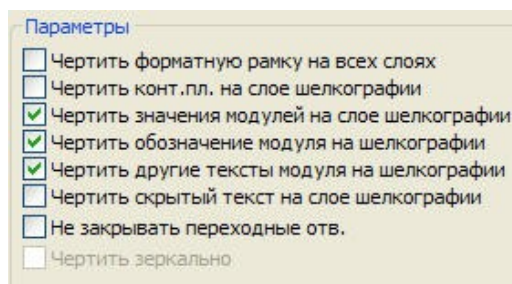 Параметры
Чертить форматную рамку на всех слоях
Чертить конт.пл. на слое шелкографии
Чертить значения модулей на слое шелкографии
Чертить обозначение модуля на шелкографии
Чертить другие тексты модуля на шелкографии
Чертить скрытый текст на слое шелкографии
Не закрывать переходные отв.
Чертить зеркально